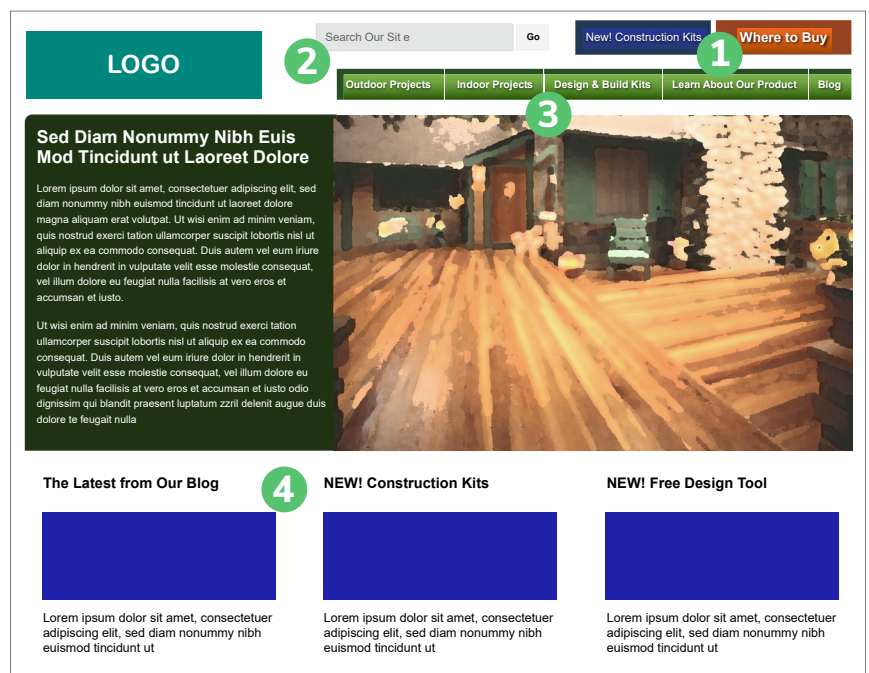 LOGO
2
Search Our Site
Go
New! Construction Kits
1
Where to Buy
Outdoor Projects
Indoor Projects
Design & Build Kits
Learn About Our Product
Blog
3
Sed Diam Nonummy Nibh Euis
Mod Tincidunt ut Laoreet Dolore
Lorem ipsum dolor sit amet, consectetuer adipiscing elit, sed
diam nonummy nibh euismod tincidunt ut laoreet dolore
magna aliquam erat volutpat. Ut wisi enim ad minim veniam,
quis nostrud exerci tation ullamcorper suscipit lobortis nisl ut
aliquip ex ea commodo consequat. Duis autem vel eum iriure
dolor in hendrerit in vulputate velit esse molestie consequat,
vel illum dolore eu feugiat nulla facilisis at vero eros et
accumsan et iusto.
Ut wisi enim ad minim veniam, quis nostrud exerci tation
ullamcorper suscipit lobortis nisl ut aliquip ex ea commodo
consequat. Duis autem vel eum iriure dolor in hendrerit in
vulputate velit esse molestie consequat, vel illum dolore eu
feugiat nulla facilisis at vero eros et accumsan et iusto odio
dignissim qui blandit praesent luptatum zzril delenit augue duis
dolore te feugait nulla
The Latest from Our Blog
4
Lorem ipsum dolor sit amet, consectetuer
adipiscing elit, sed diam nonummy nibh
euismod tincidunt ut
NEW! Construction Kits
Lorem ipsum dolor sit amet, consectetuer
adipiscing elit, sed diam nonummy nibh
euismod tincidunt ut
NEW! Free Design Tool
Lorem ipsum dolor sit amet, consectetuer
adipiscing elit, sed diam nonummy nibh
euismod tincidunt ut